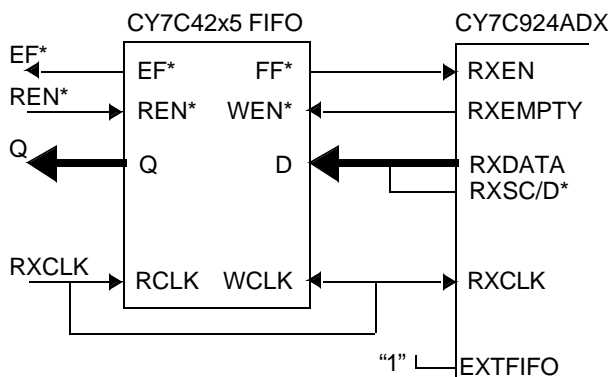 CY7C42x5 FIFO CY7C924ADX
EF* EF* FF* RXEN
REN* REN* WEN* RXEMPTY
Q Q D RXDATA
RXSC/D*
RXCLK RCLK WCLK RXCLK
“1” EXTFIFO